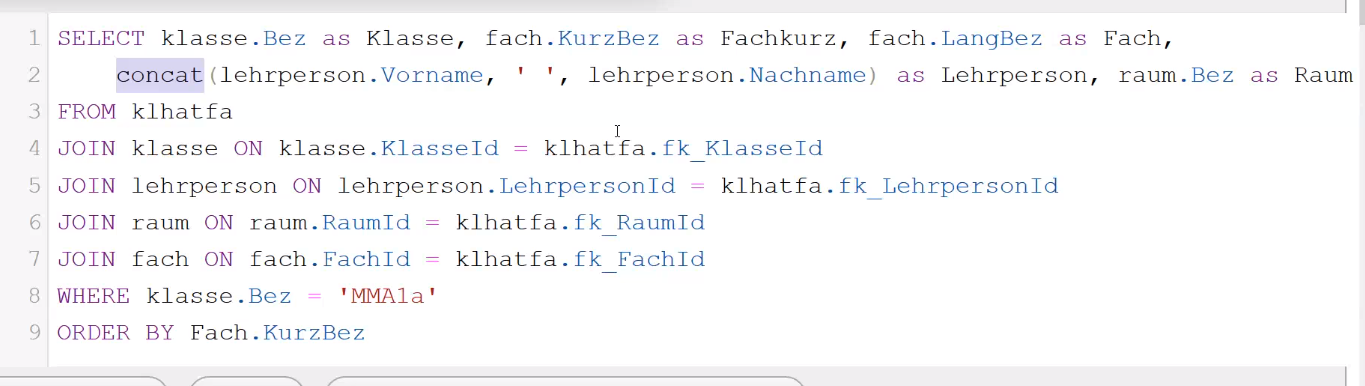 1 SELECT klasse.Bez as Klasse, fach.KurzBez as Fachkurz, fach.LangBez as Fach,
2 concat(lehrperson.Vorname, ' ', lehrperson.Nachname) as Lehrperson, raum.Bez as Raum
3 FROM klhatfa
4 JOIN klasse ON klasse.KlasseId = klhatfa.fk_KlasseId
5 JOIN lehrperson ON lehrperson.LehrpersonId = klhatfa.fk_LehrpersonId
6 JOIN raum ON raum.RaumId = klhatfa.fk_RaumId
7 JOIN fach ON fach.FachId = klhatfa.fk_FachId
8 WHERE klasse.Bez = 'MMA1a'
9 ORDER BY Fach.KurzBez